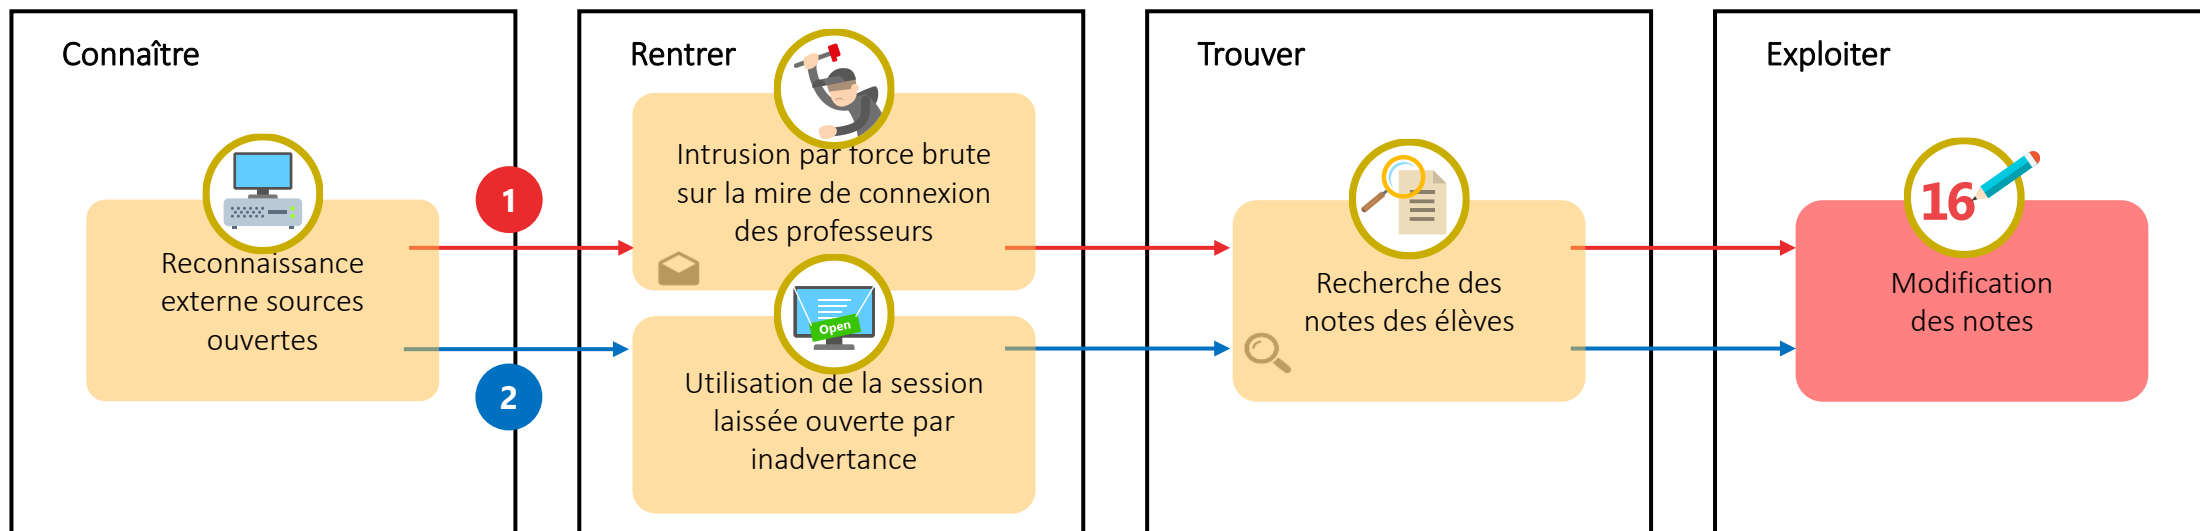 Connaître
Reconnaissance
externe sources
ouvertes
1
2
Rentrer
Intrusion par force brute
sur la mire de connexion
des professeurs
Open
Utilisation de la session
laissée ouverte par
inadvertance
Trouver
Recherche des
notes des élèves
Exploiter
16
Modification
des notes